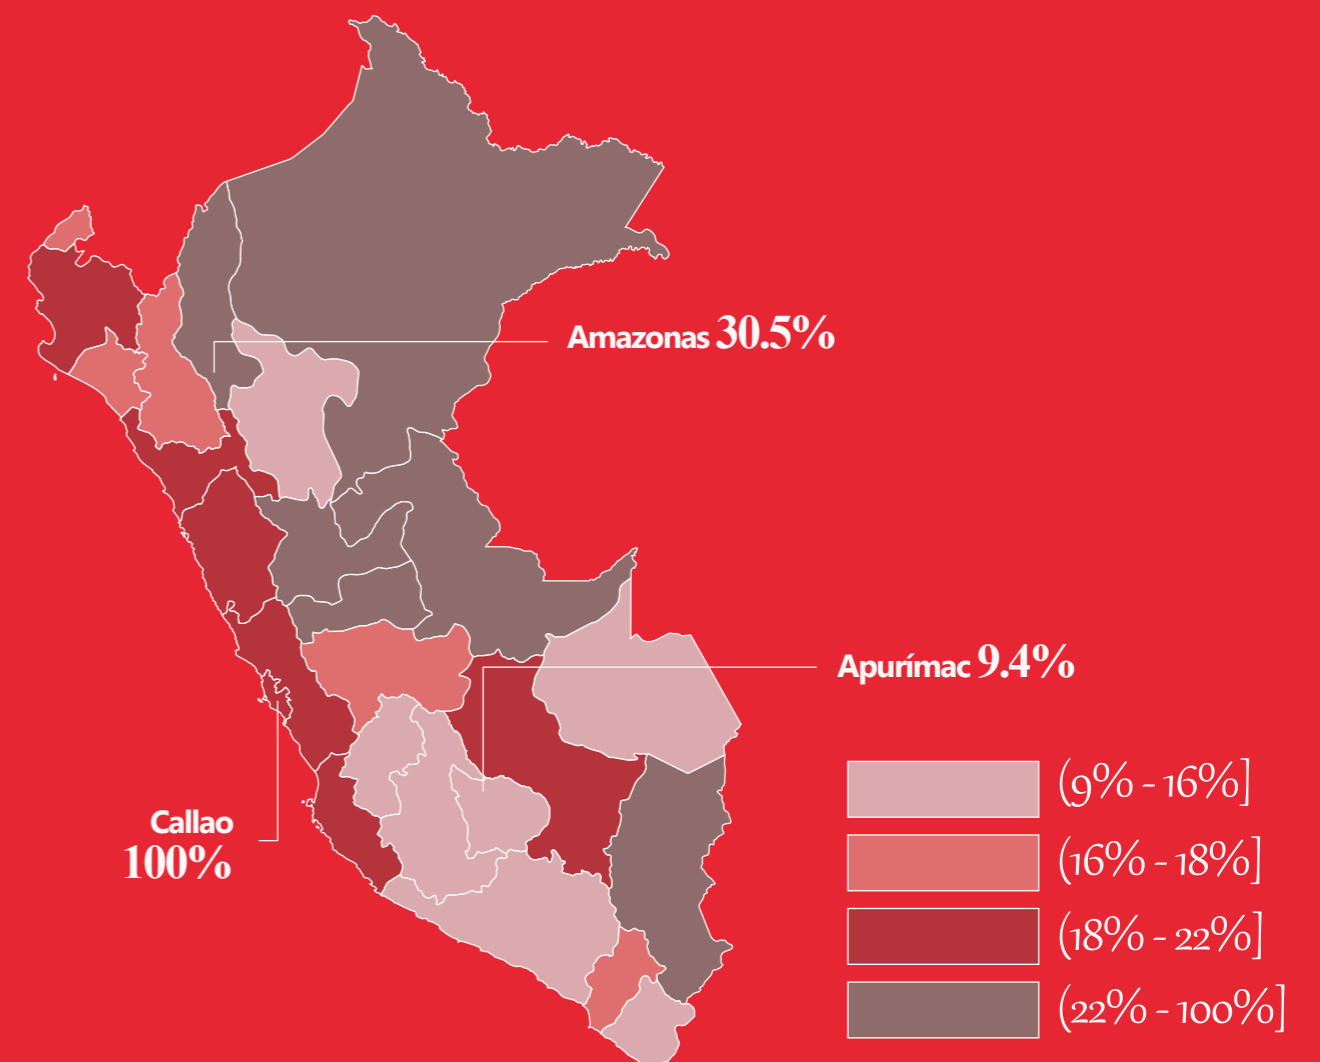 Amazonas 30.5%
Apurímac 9.4%
Callao
100%
(9% - 16%]
(16% - 18%]
(18% - 22%]
(22% - 100%]